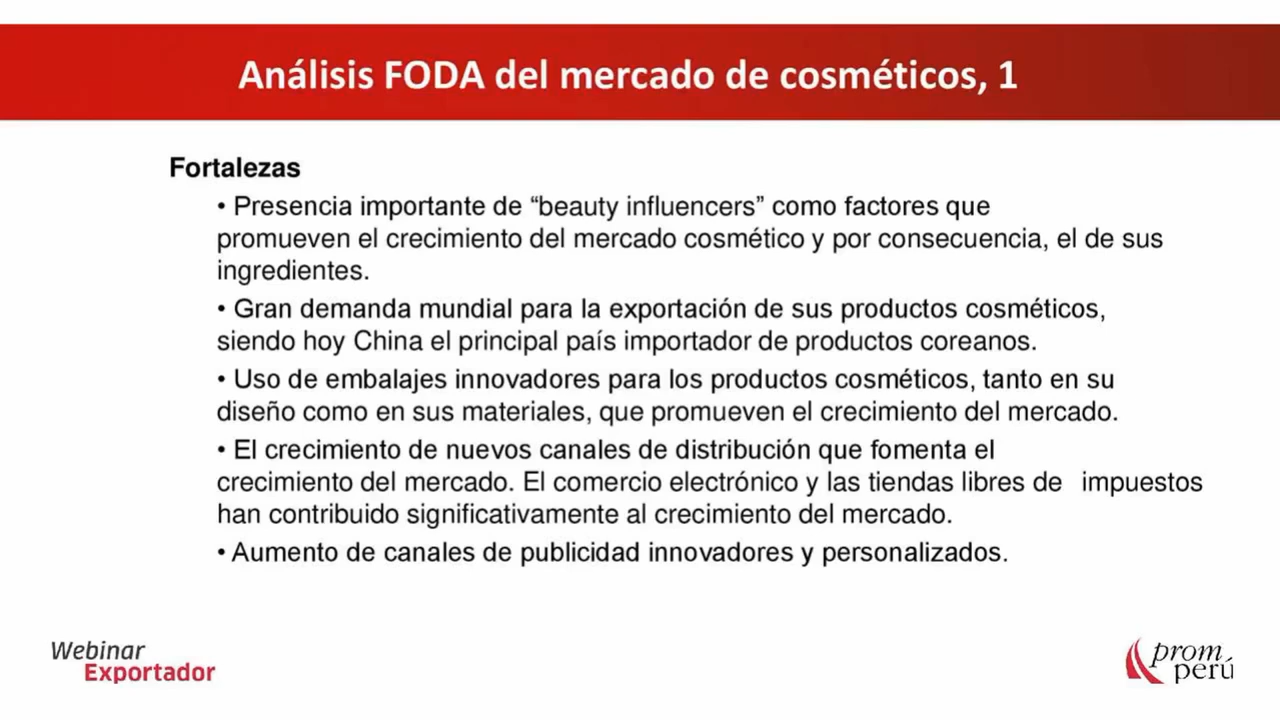 Análisis FODA del mercado de cosméticos, 1
Fortalezas
• Presencia importante de “beauty influencers” como factores que
promueven el crecimiento del mercado cosmético y por consecuencia, el de sus
ingredientes.
• Gran demanda mundial para la exportación de sus productos cosméticos,
siendo hoy China el principal país importador de productos coreanos.
• Uso de embalajes innovadores para los productos cosméticos, tanto en su
diseño como en sus materiales, que promueven el crecimiento del mercado.
• El crecimiento de nuevos canales de distribución que fomenta el
crecimiento del mercado. El comercio electrónico y las tiendas libres de impuestos
han contribuido significativamente al crecimiento del mercado.
• Aumento de canales de publicidad innovadores y personalizados.
Webinar
Exportador
prom
perú